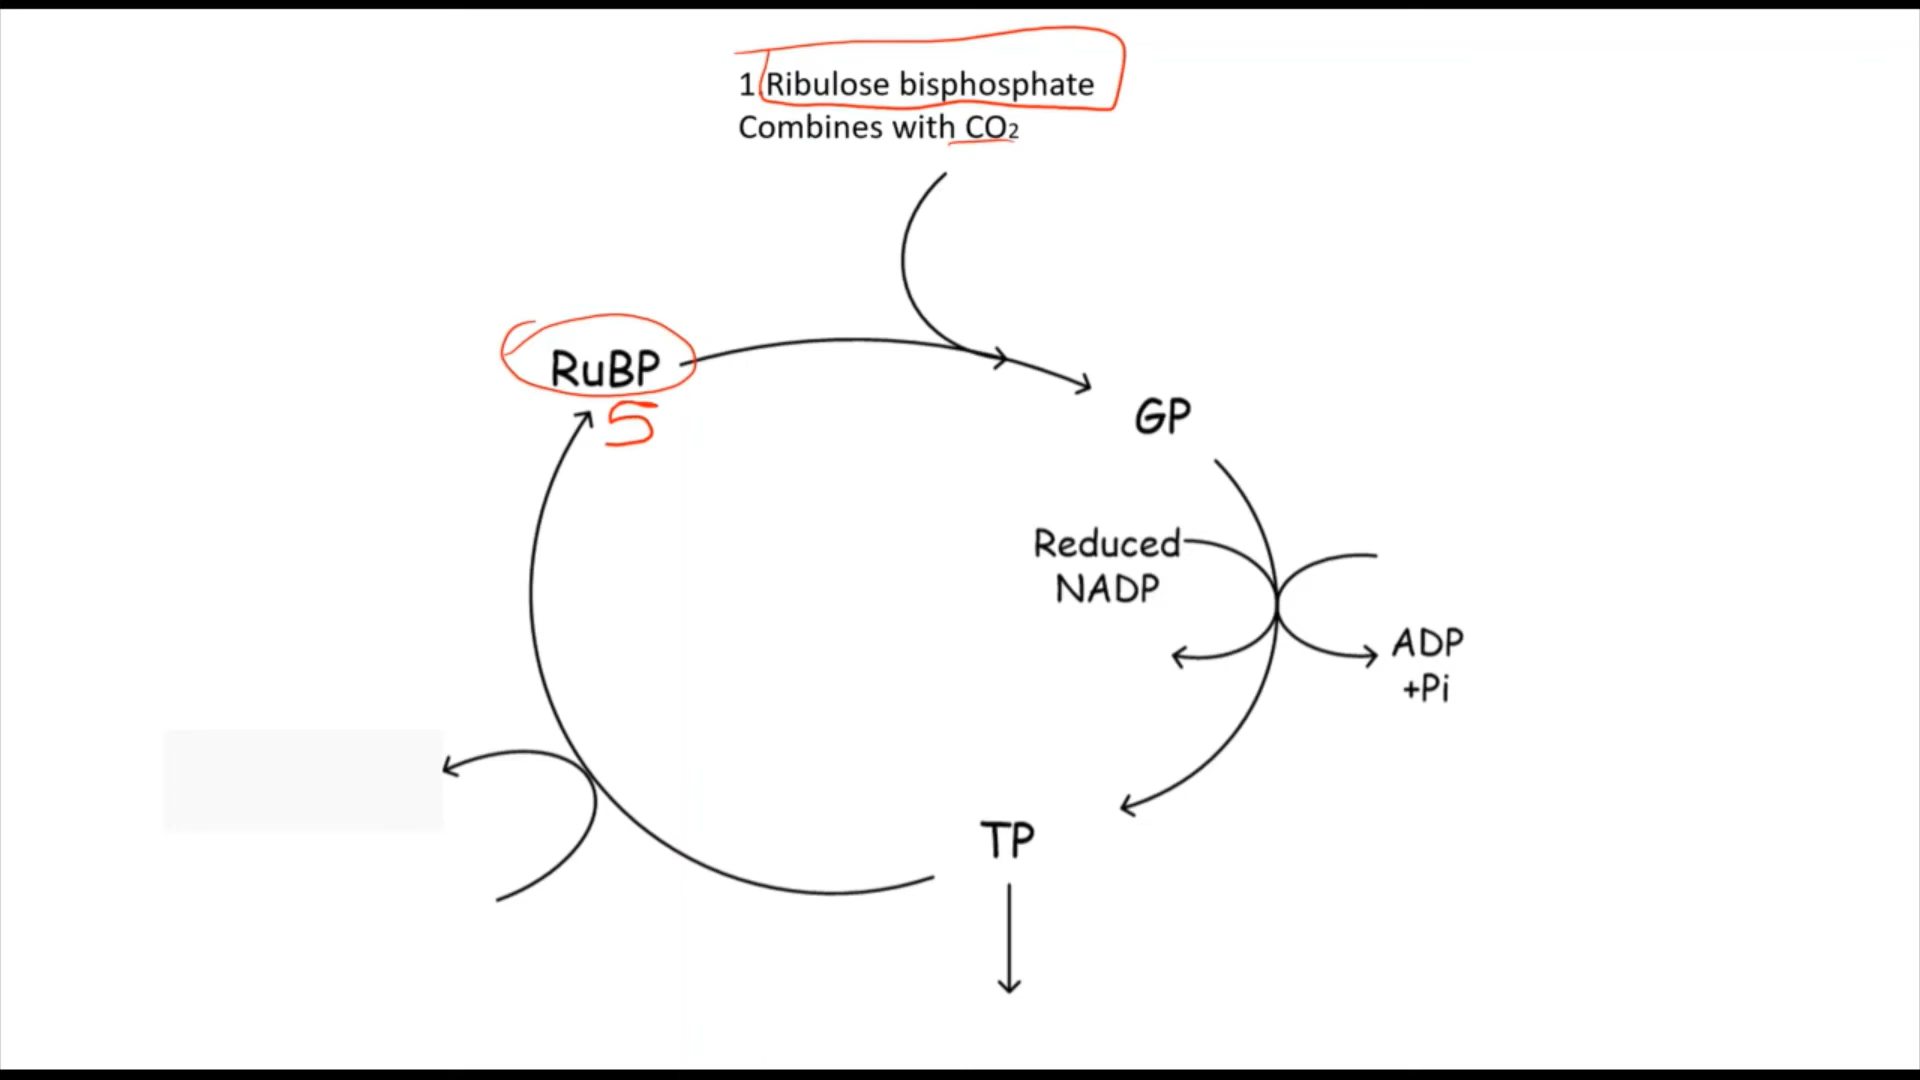 1.Ribulose bisphosphate
Combines with CO₂
RuBP
5
GP
Reduced
NADP
ADP
+Pi
TP